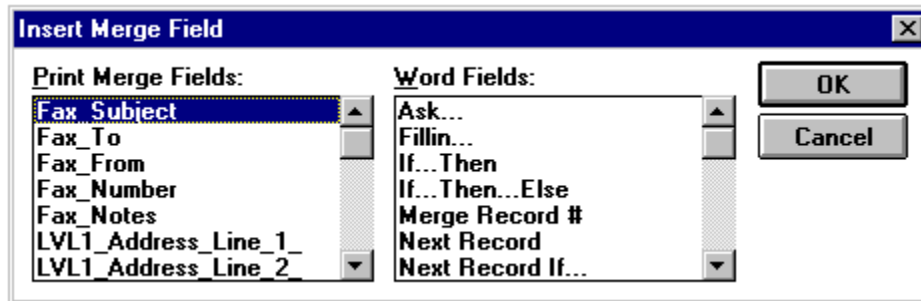 Insert Merge Field
Print Merge Fields:
Fax_Subject
Fax_To
Fax_From
Fax_Number
Fax_Notes
LVL1_Address_Line_1_
LVL1_Address_Line_2_
Word Fields:
Ask...
Fillin...
If...Then
If...Then...Else
Merge Record #
Next Record
Next Record If...
OK
Cancel